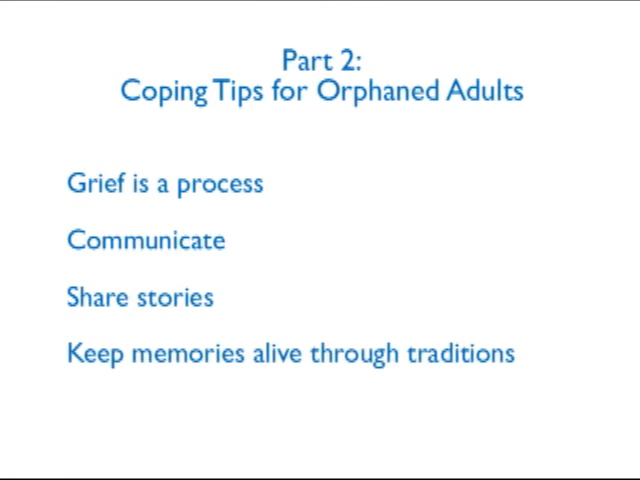 Part 2:
Coping Tips for Orphaned Adults
Grief is a process
Communicate
Share stories
Keep memories alive through traditions